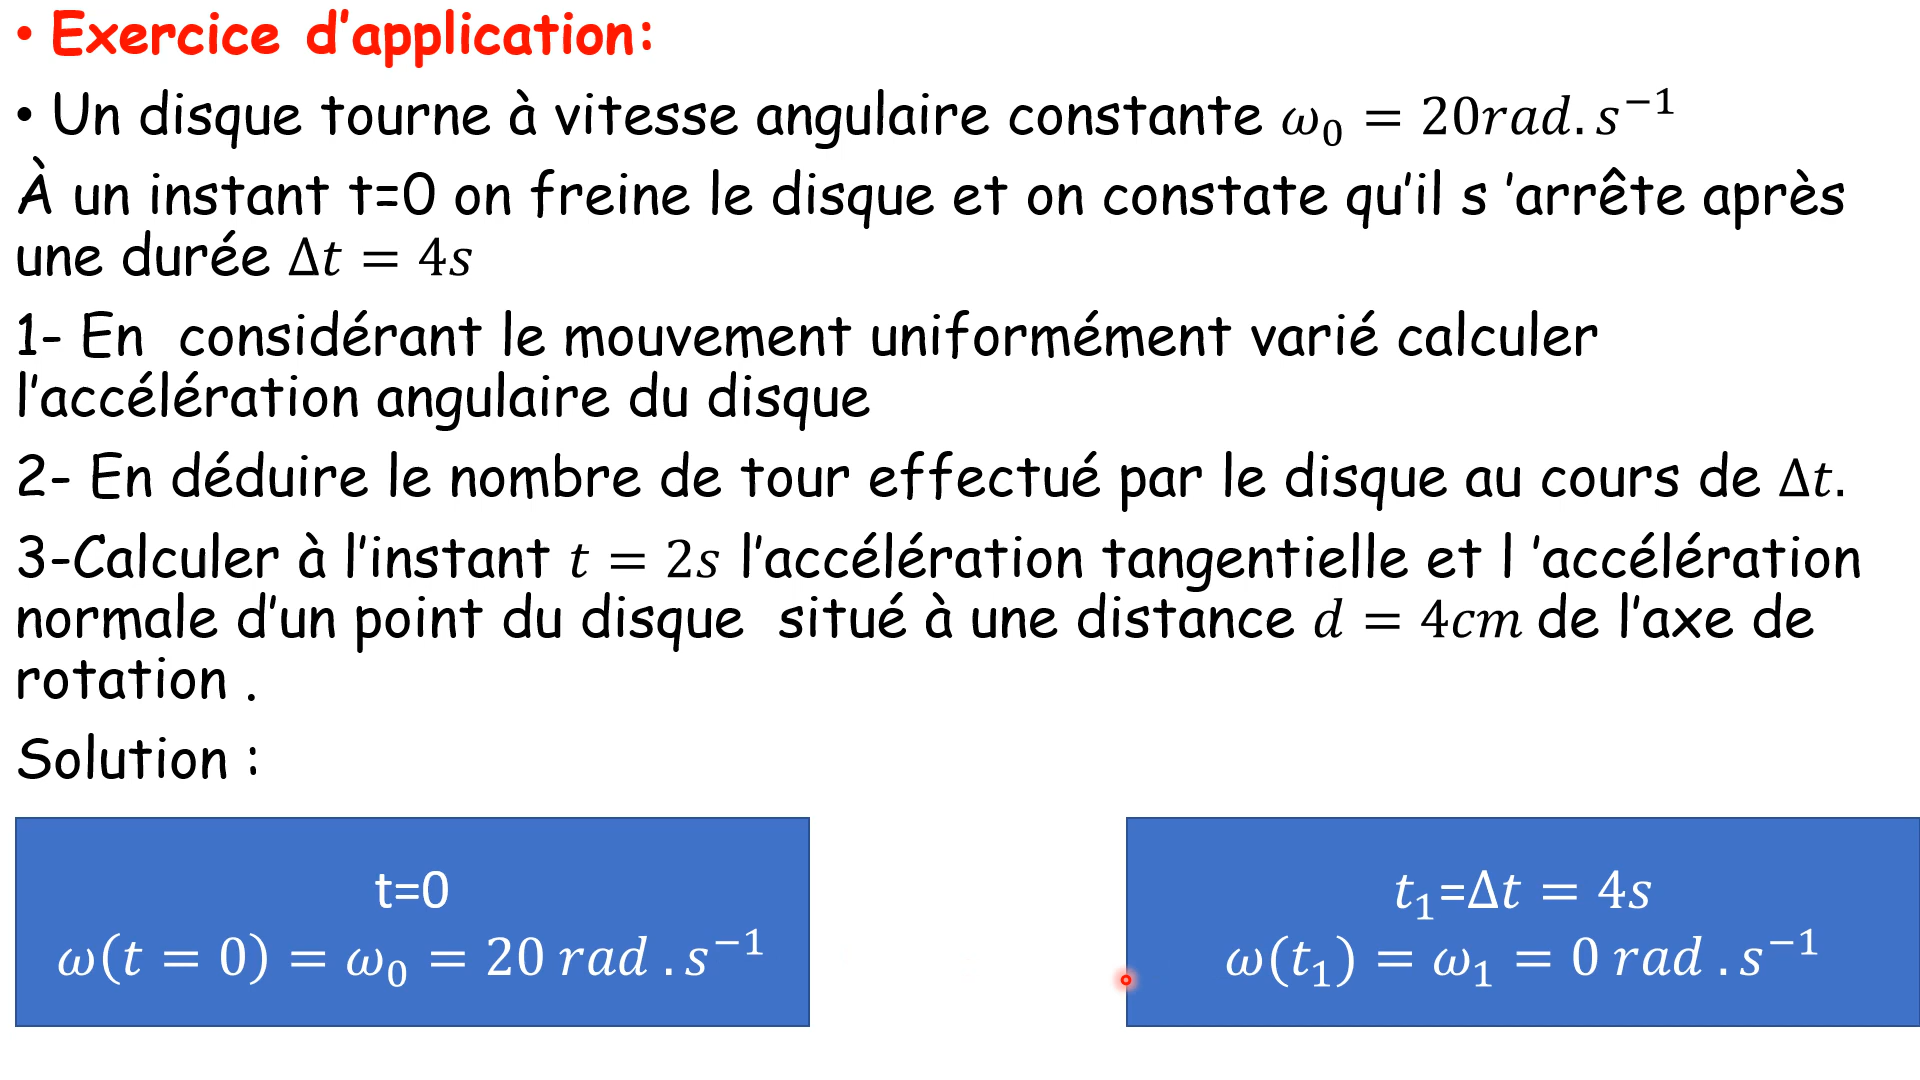 • Exercice d’application:
• Un disque tourne à vitesse angulaire constante ω₀ = 20rad.s⁻¹
À un instant t=0 on freine le disque et on constate qu’il s ’arrête après
une durée Δt = 4s
1- En considérant le mouvement uniformément varié calculer
l’accélération angulaire du disque
2- En déduire le nombre de tour effectué par le disque au cours de Δt.
3-Calculer à l’instant t = 2s l’accélération tangentielle et l ’accélération
normale d’un point du disque situé à une distance d = 4cm de l’axe de
rotation .
Solution :
t=0
ω(t = 0) = ω₀ = 20 rad .s⁻¹
t₁=Δt = 4s
ω(t₁) = ω₁ = 0 rad .s⁻¹